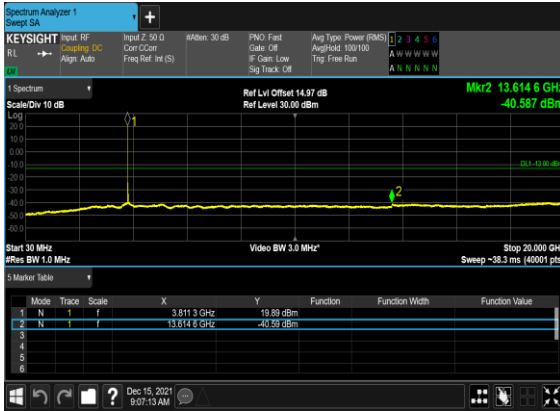 Spectrum Analyzer 1
Swept SA
+
KEYSIGHT
RL
LXI
Input: RF
Coupling: DC
Align: Auto
Input Z: 50 Ω
Corr CCorr
Freq Ref: Int (S)
#Atten: 30 dB
PNO: Fast
Gate: Off
IF Gain: Low
Sig Track: Off
Avg Type: Power (RMS)
Avg|Hold: 100/100
Trig: Free Run
1 2 3 4 5 6
A W W W W W
A N N N N N
1 Spectrum
Scale/Div 10 dB
Ref Lvl Offset 14.97 dB
Ref Level 30.00 dBm
Mkr2 13.614 6 GHz
-40.587 dBm
Log
20.0
10.0
0.00
-10.0
-20.0
-30.0
-40.0
-50.0
-60.0
1
2
DL1 -13.00 dBm
Start 30 MHz
#Res BW 1.0 MHz
Video BW 3.0 MHz*
Stop 20.000 GHz
Sweep ~38.3 ms (40001 pts)
5 Marker Table
Mode Trace Scale X Y Function Function Width Function Value
1 N 1 f 3.811 3 GHz 19.89 dBm
2 N 1 f 13.614 6 GHz -40.59 dBm
3
4
5
6
?
Dec 15, 2021
9:07:13 AM